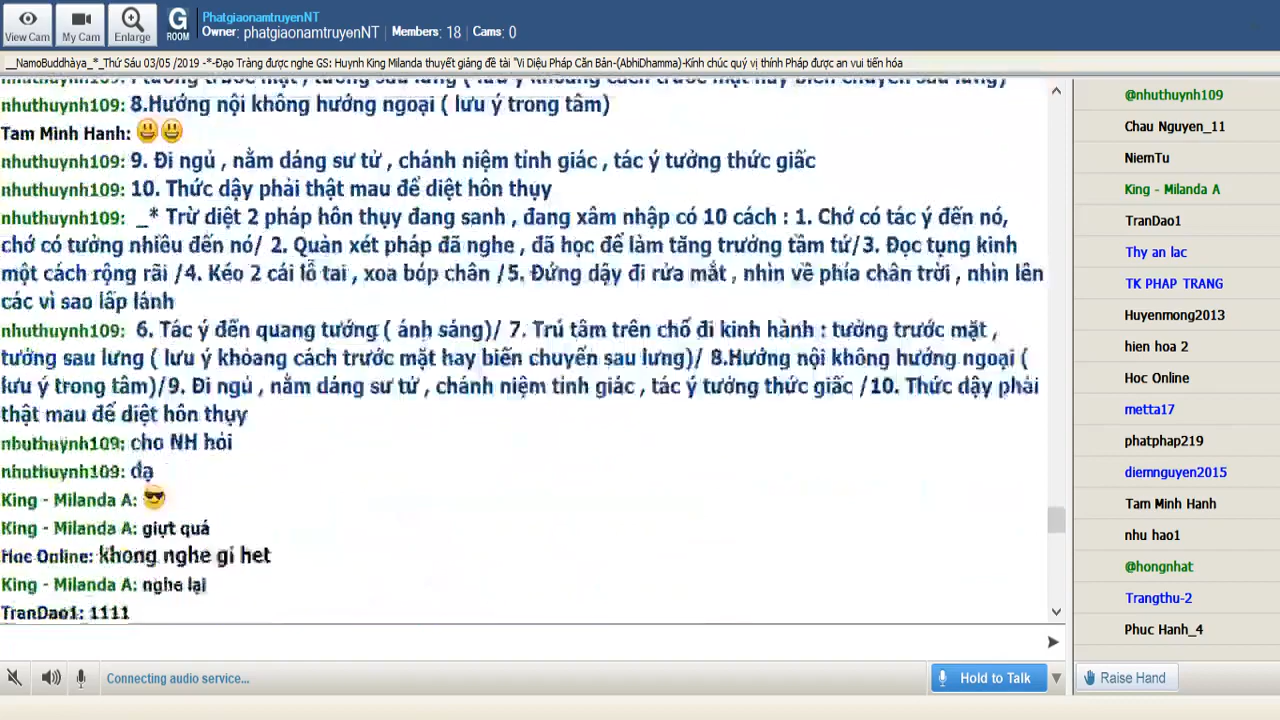 PhatgiaonamtruyenNT
Owner: phatgiaonamtruyenNT | Members: 18 | Cams: 0
View Cam
My Cam
Enlarge
G
ROOM
__NamoBuddhàya_*_Thứ Sáu 03/05 /2019 -*-Đạo Tràng được nghe GS: Huynh King Milanda thuyết giảng đề tài "Vi Diệu Pháp Căn Bản-(AbhiDhamma)-Kính chúc quý vị thính Pháp được an vui tiến hóa
nhuthuynh109: 8.Hướng nội không hướng ngoại ( lưu ý trong tâm)
Tam Minh Hanh:
nhuthuynh109: 9. Đi ngủ , nằm dáng sư tử , chánh niệm tỉnh giác , tác ý tưởng thức giấc
nhuthuynh109: 10. Thức dậy phải thật mau để diệt hôn thụy
nhuthuynh109: _* Trừ diệt 2 pháp hôn thụy đang sanh , đang xâm nhập có 10 cách : 1. Chớ có tác ý đến nó,
chớ có tưởng nhiều đến nó/ 2. Quản xét pháp đã nghe , đã học để làm tăng trưởng tầm tứ/3. Đọc tụng kinh
một cách rộng rãi /4. Kéo 2 cái lỗ tai , xoa bóp chân /5. Đứng dậy đi rửa mắt , nhìn về phía chân trời , nhìn lên
các vì sao lấp lánh
nhuthuynh109: 6. Tác ý đến quang tướng ( ánh sáng)/ 7. Trú tâm trên chổ đi kinh hành : tưởng trước mặt ,
tưởng sau lưng ( lưu ý khoảng cách trước mặt hay biến chuyển sau lưng)/ 8.Hướng nội không hướng ngoại (
lưu ý trong tâm)/9. Đi ngủ , nằm dáng sư tử , chánh niệm tỉnh giác , tác ý tưởng thức giấc /10. Thức dậy phải
thật mau để diệt hôn thụy
nhuthuynh109: cho NH hỏi
nhuthuynh109: dạ
King - Milanda A:
King - Milanda A: giựt quá
Hoc Online: khong nghe gi het
King - Milanda A: nghe lại
TranDao1: 1111
Connecting audio service...
Hold to Talk
Raise Hand
@nhuthuynh109
Chau Nguyen_11
NiemTu
King - Milanda A
TranDao1
Thy an lac
TK PHAP TRANG
Huyenmong2013
hien hoa 2
Hoc Online
metta17
phatphap219
diemnguyen2015
Tam Minh Hanh
nhu hao1
@hongnhat
Trangthu-2
Phuc Hanh_4